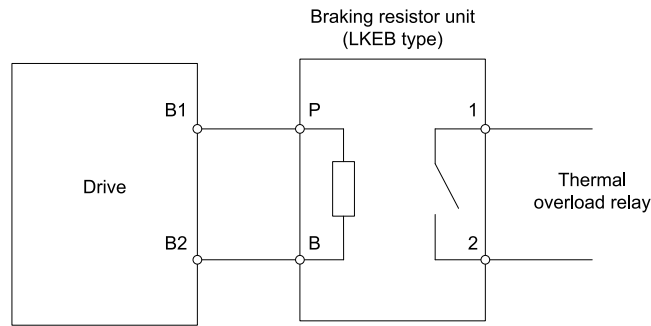 Braking resistor unit
(LKEB type)
B1
P
1
Drive
Thermal
overload relay
B2
B
2